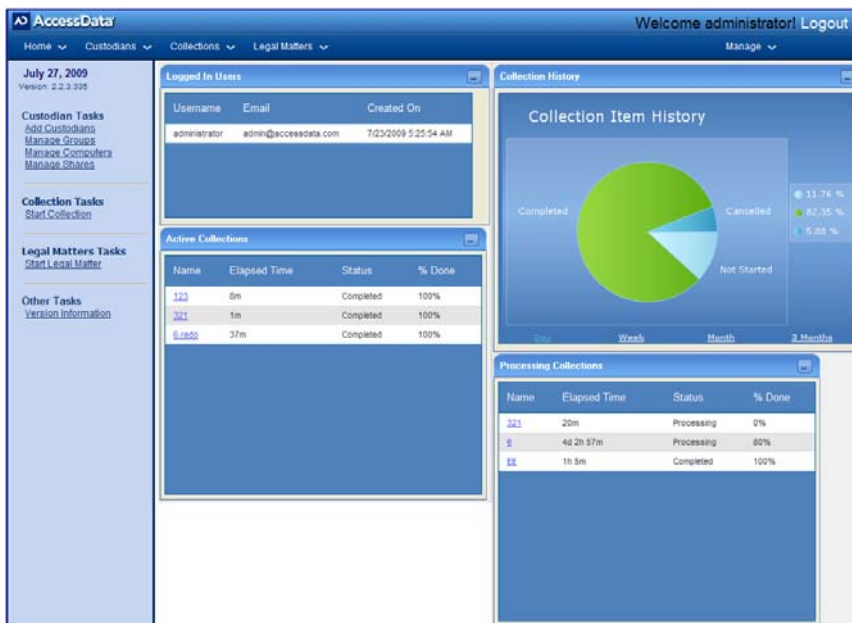 AccessData
Welcome administrator! Logout
Home Custodians Collections Legal Matters Manage
July 27, 2009
Version: 2.2.3.335
Custodian Tasks
Add Custodians
Manage Groups
Manage Computers
Manage Shares
Collection Tasks
Start Collection
Legal Matters Tasks
Start Legal Matter
Other Tasks
Version Information
Logged In Users
Username Email Created On
administrator admin@accessdata.com 7/23/2009 5:25:54 AM
Active Collections
Name Elapsed Time Status % Done
123 8m Completed 100%
321 1m Completed 100%
6 redo 37m Completed 100%
Collection History
Collection Item History
Completed
Cancelled
Not Started
11.76 %
82.35 %
5.88 %
Day Week Month 3 Months
Processing Collections
Name Elapsed Time Status % Done
321 20m Processing 0%
6 4d 2h 57m Processing 80%
EE 1h 5m Completed 100%